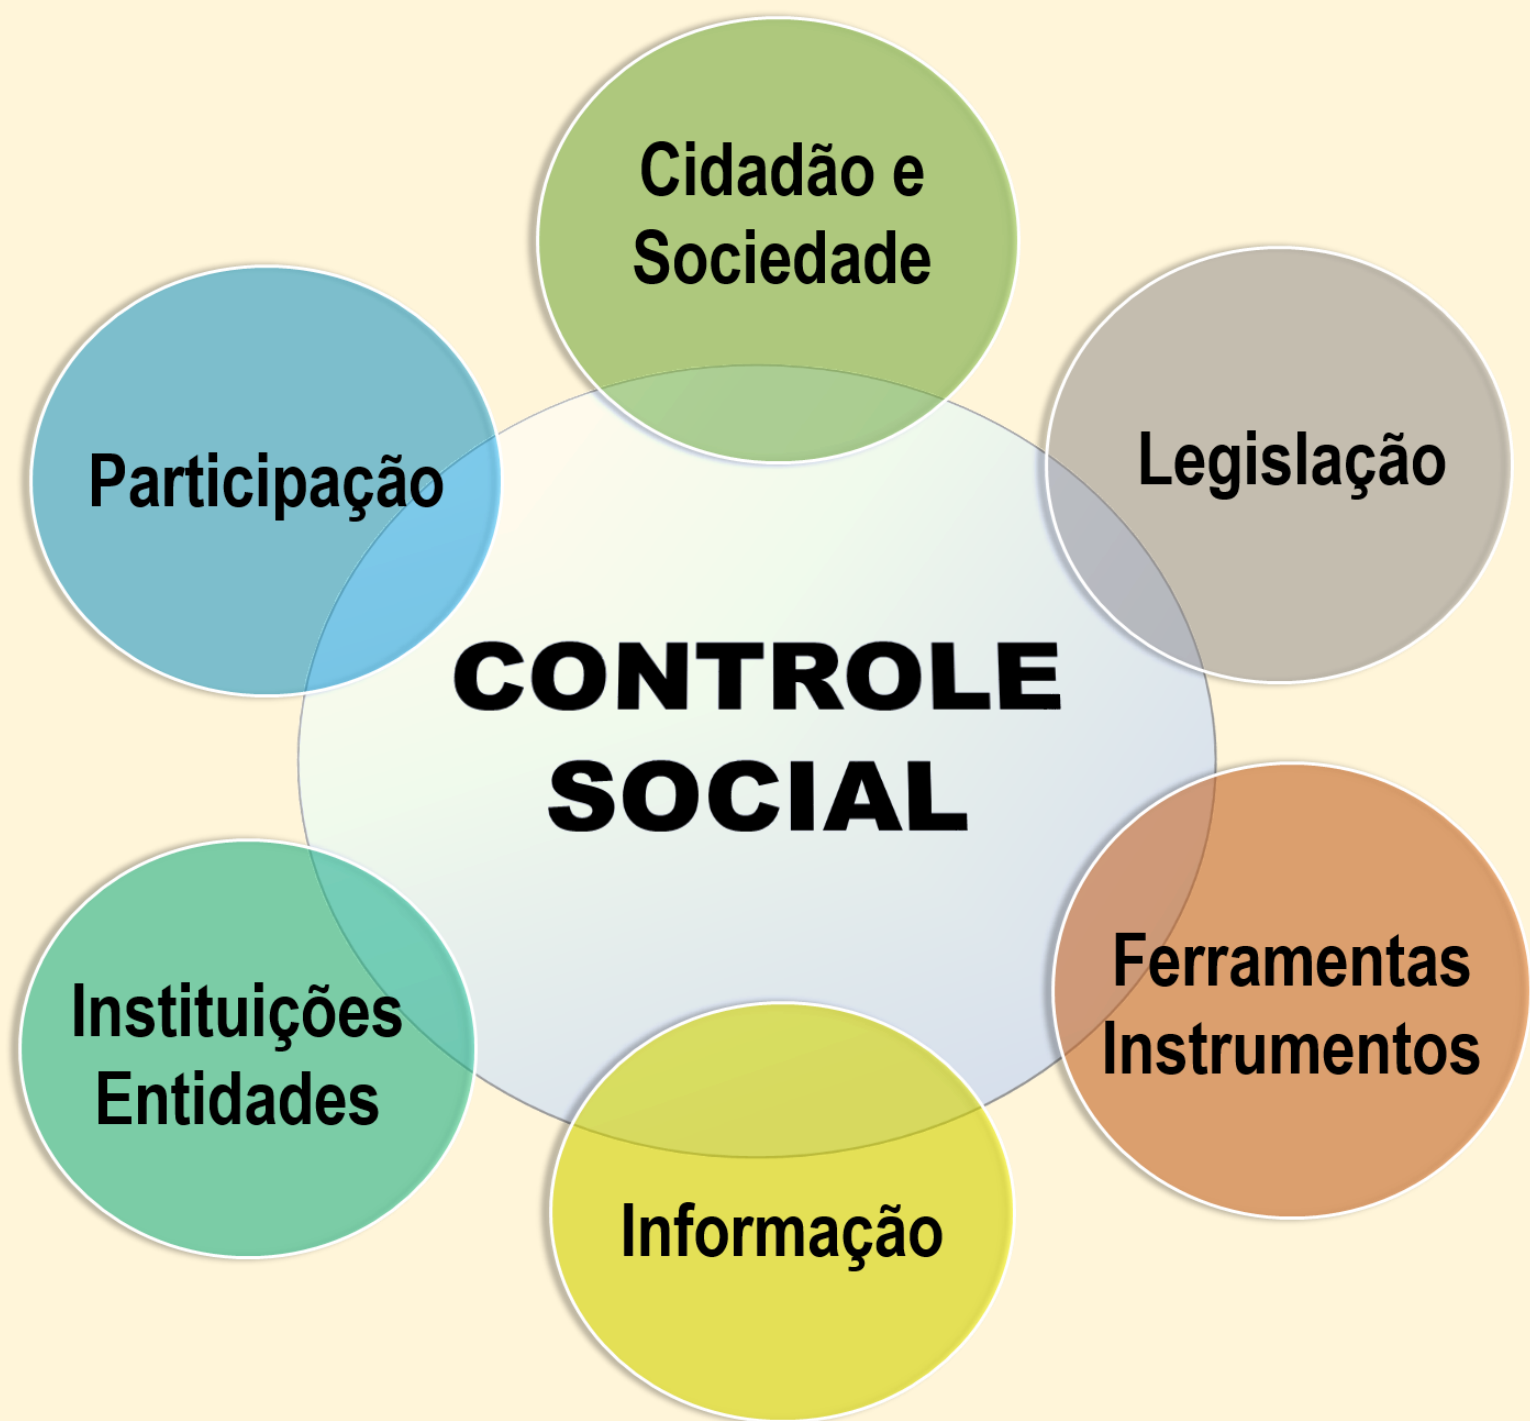 Cidadão e
Sociedade
Legislação
Participação
CONTROLE
SOCIAL
Ferramentas
Instrumentos
Instituições
Entidades
Informação